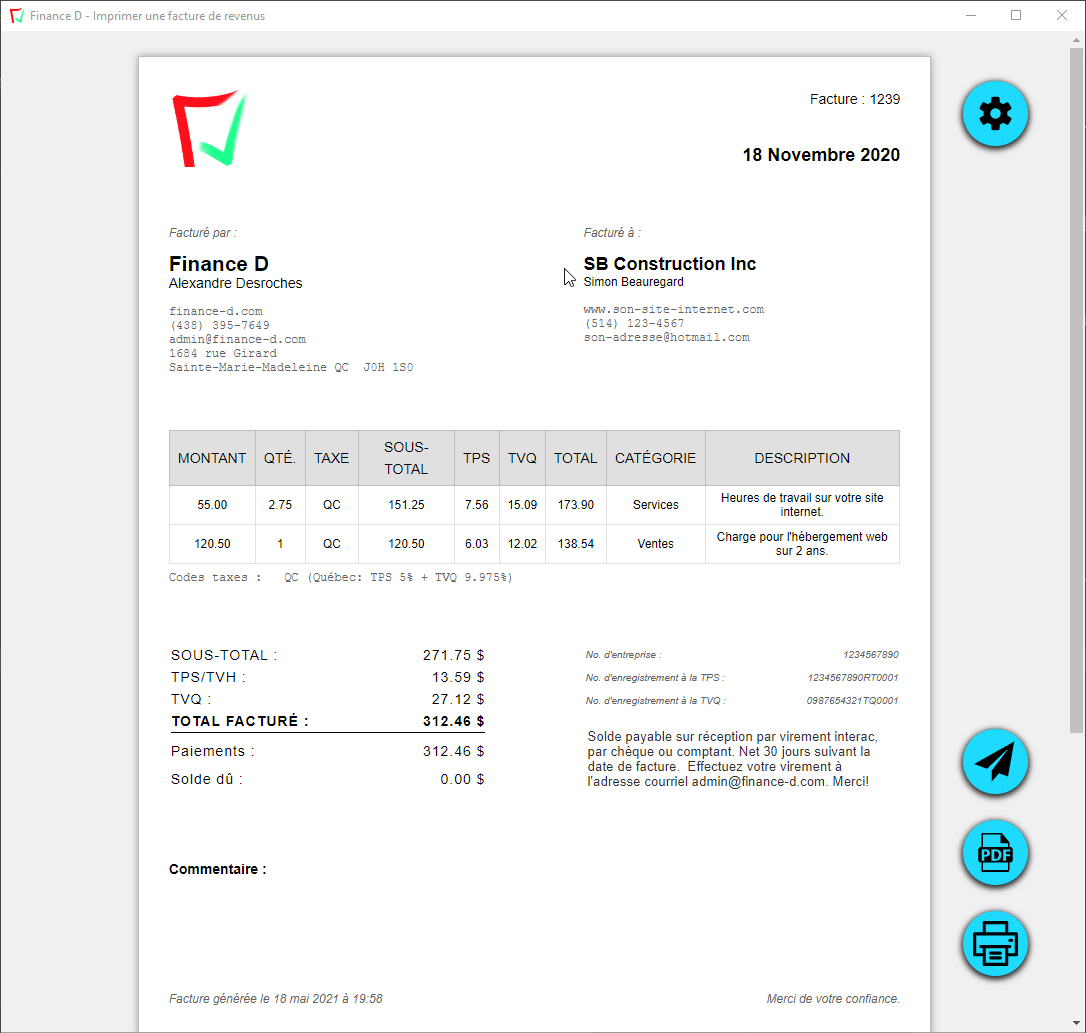 Finance D - Imprimer une facture de revenus
Facture : 1239
18 Novembre 2020
Facturé par :
Finance D
Alexandre Desroches
finance-d.com
(438) 395-7649
admin@finance-d.com
1684 rue Girard
Sainte-Marie-Madeleine QC J0H 1S0
Facturé à :
SB Construction Inc
Simon Beauregard
www.son-site-internet.com
(514) 123-4567
son-adresse@hotmail.com
MONTANT QTÉ. TAXE SOUS-TOTAL TPS TVQ TOTAL CATÉGORIE DESCRIPTION
55.00 2.75 QC 151.25 7.56 15.09 173.90 Services Heures de travail sur votre site internet.
120.50 1 QC 120.50 6.03 12.02 138.54 Ventes Charge pour l'hébergement web sur 2 ans.
Codes taxes : QC (Québec: TPS 5% + TVQ 9.975%)
SOUS-TOTAL : 271.75 $
TPS/TVH : 13.59 $
TVQ : 27.12 $
TOTAL FACTURÉ : 312.46 $
Paiements : 312.46 $
Solde dû : 0.00 $
No. d'entreprise : 1234567890
No. d'enregistrement à la TPS : 1234567890RT0001
No. d'enregistrement à la TVQ : 0987654321TQ0001
Solde payable sur réception par virement interac,
par chèque ou comptant. Net 30 jours suivant la
date de facture. Effectuez votre virement à
l'adresse courriel admin@finance-d.com. Merci!
Commentaire :
Facture générée le 18 mai 2021 à 19:58
Merci de votre confiance.
PDF